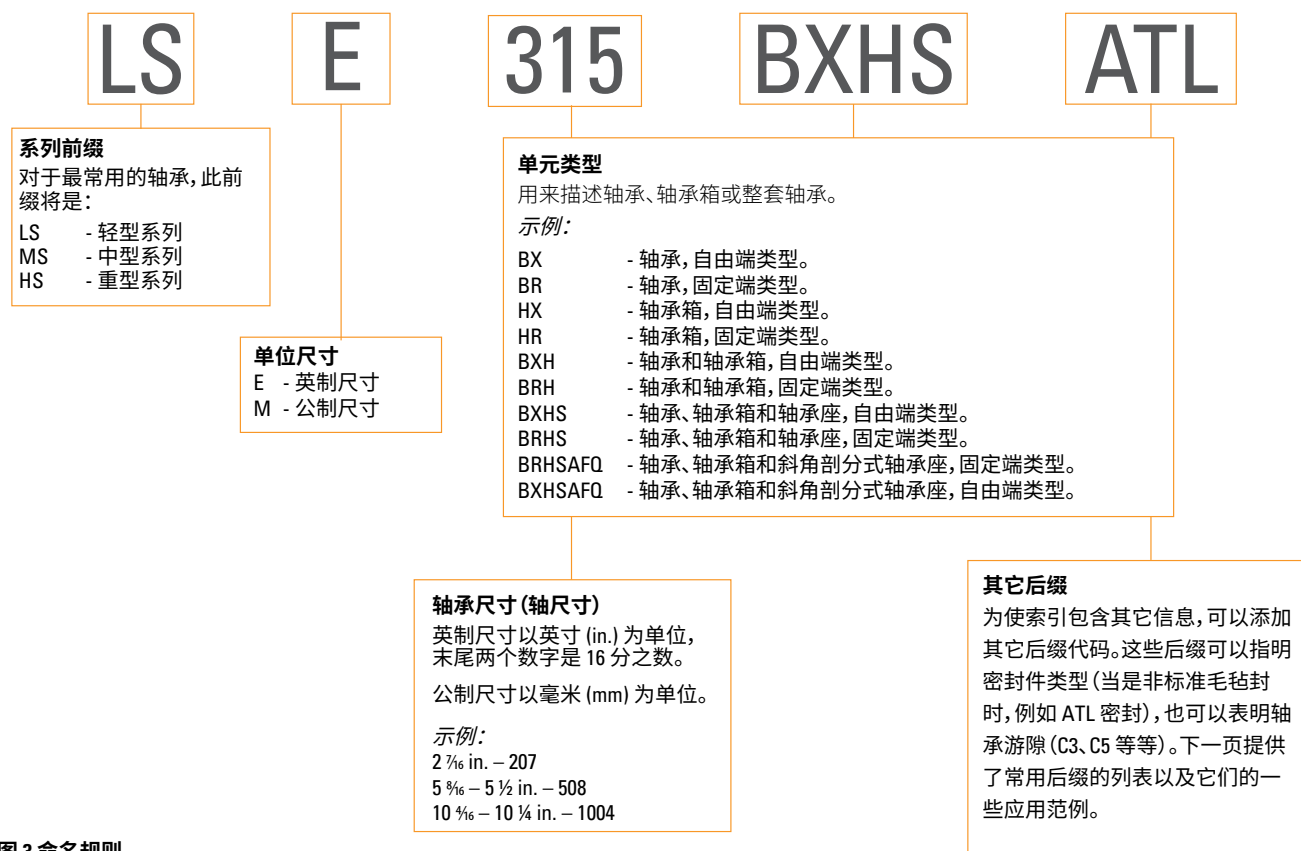 LS E 315 BXHS ATL
系列前缀
对于最常用的轴承，此前
缀将是：
LS - 轻型系列
MS - 中型系列
HS - 重型系列
单位尺寸
E - 英制尺寸
M - 公制尺寸
单元类型
用来描述轴承、轴承箱或整套轴承。
示例：
BX - 轴承，自由端类型。
BR - 轴承，固定端类型。
HX - 轴承箱，自由端类型。
HR - 轴承箱，固定端类型。
BXH - 轴承和轴承箱，自由端类型。
BRH - 轴承和轴承箱，固定端类型。
BXHS - 轴承、轴承箱和轴承座，自由端类型。
BRHS - 轴承、轴承箱和轴承座，固定端类型。
BRHSAFQ - 轴承、轴承箱和斜角剖分式轴承座，固定端类型。
BXHSAFQ - 轴承、轴承箱和斜角剖分式轴承座，自由端类型。
轴承尺寸（轴尺寸）
英制尺寸以英寸 (in.) 为单位，
末尾两个数字是 16 分之数。
公制尺寸以毫米 (mm) 为单位。
示例：
2 7⁄16 in. – 207
5 8⁄16 – 5 ½ in. – 508
10 4⁄16 – 10 ¼ in. – 1004
其它后缀
为使索引包含其它信息，可以添加
其它后缀代码。这些后缀可以指明
密封件类型（当是非标准毛毡封
时，例如 ATL 密封），也可以表明轴
承游隙（C3、C5 等等）。下一页提供
了常用后缀的列表以及它们的一
些应用范例。
图 3 命名规则